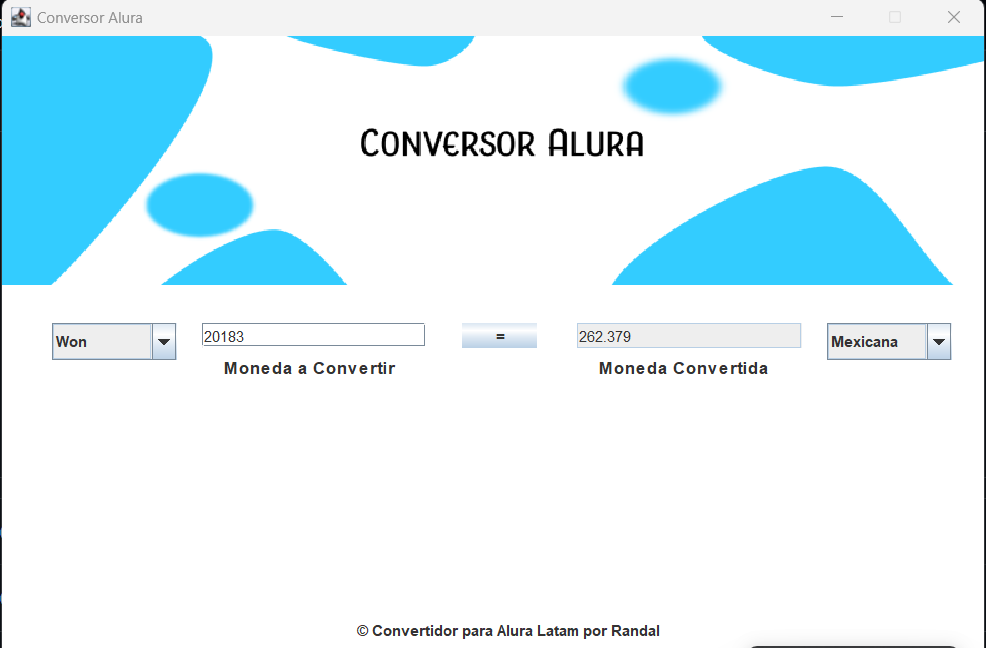 Conversor Alura
CONVERSOR ALURA
Won
20183
=
262.379
Mexicana
Moneda a Convertir
Moneda Convertida
© Convertidor para Alura Latam por Randal